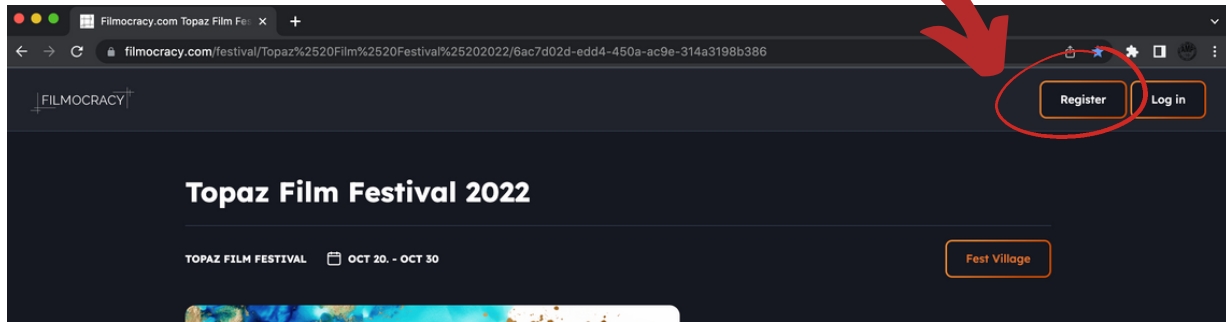 Filmocracy.com Topaz Film Fes
filmocracy.com/festival/Topaz%2520Film%2520Festival%25202022/6ac7d02d-edd4-450a-ac9e-314a3198b386
FILMOCRACY
Register
Log in
Topaz Film Festival 2022
TOPAZ FILM FESTIVAL
OCT 20. - OCT 30
Fest Village